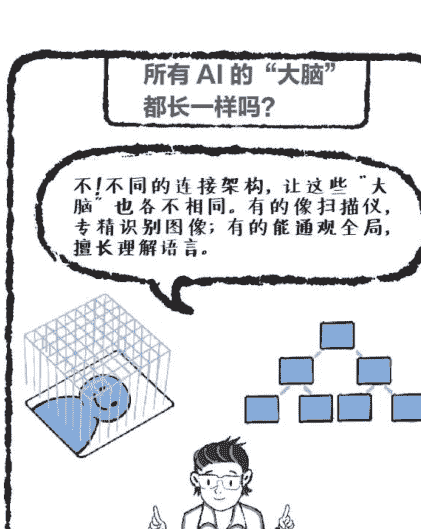 所有 AI 的“大脑”
都长一样吗?
不!不同的连接架构,让这些“大
脑”也各不相同。有的像扫描仪,
专精识别图像;有的能通观全局,
擅长理解语言。